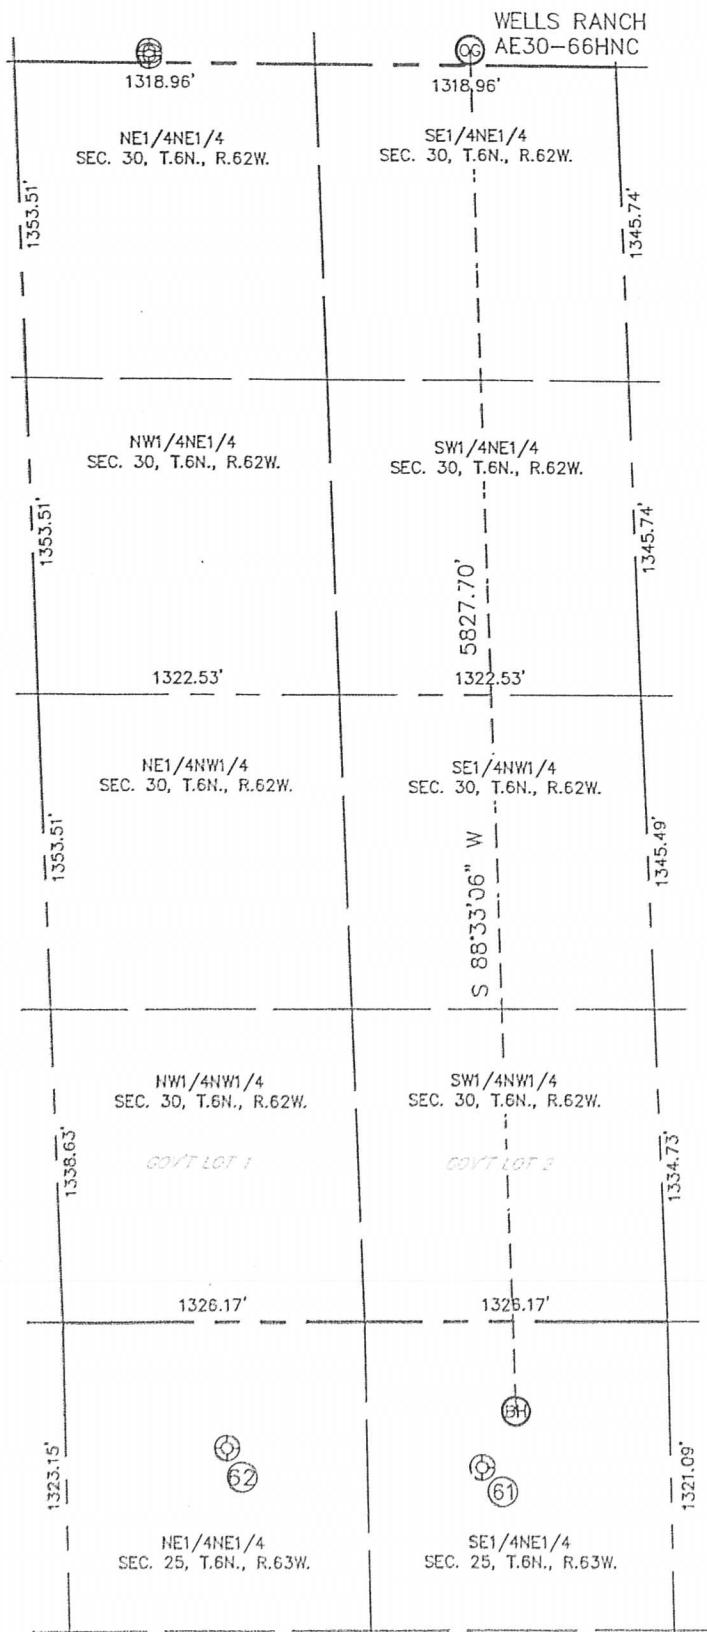 WELLS RANCH
AE30-66HNC
OG
1318.96'
1318.96'
NE1/4NE1/4
SEC. 30, T.6N., R.62W.
SE1/4NE1/4
SEC. 30, T.6N., R.62W.
1353.51'
1345.74'
NW1/4NE1/4
SEC. 30, T.6N., R.62W.
SW1/4NE1/4
SEC. 30, T.6N., R.62W.
1353.51'
1345.74'
5827.70'
1322.53'
1322.53'
NE1/4NW1/4
SEC. 30, T.6N., R.62W.
SE1/4NW1/4
SEC. 30, T.6N., R.62W.
1353.51'
1345.49'
S 88°33'06" W
NW1/4NW1/4
SEC. 30, T.6N., R.62W.
SW1/4NW1/4
SEC. 30, T.6N., R.62W.
GOV'T LOT 1
GOV'T LOT 2
1338.63'
1334.73'
1326.17'
1326.17'
BH
62
61
1323.15'
1321.09'
NE1/4NE1/4
SEC. 25, T.6N., R.63W.
SE1/4NE1/4
SEC. 25, T.6N., R.63W.